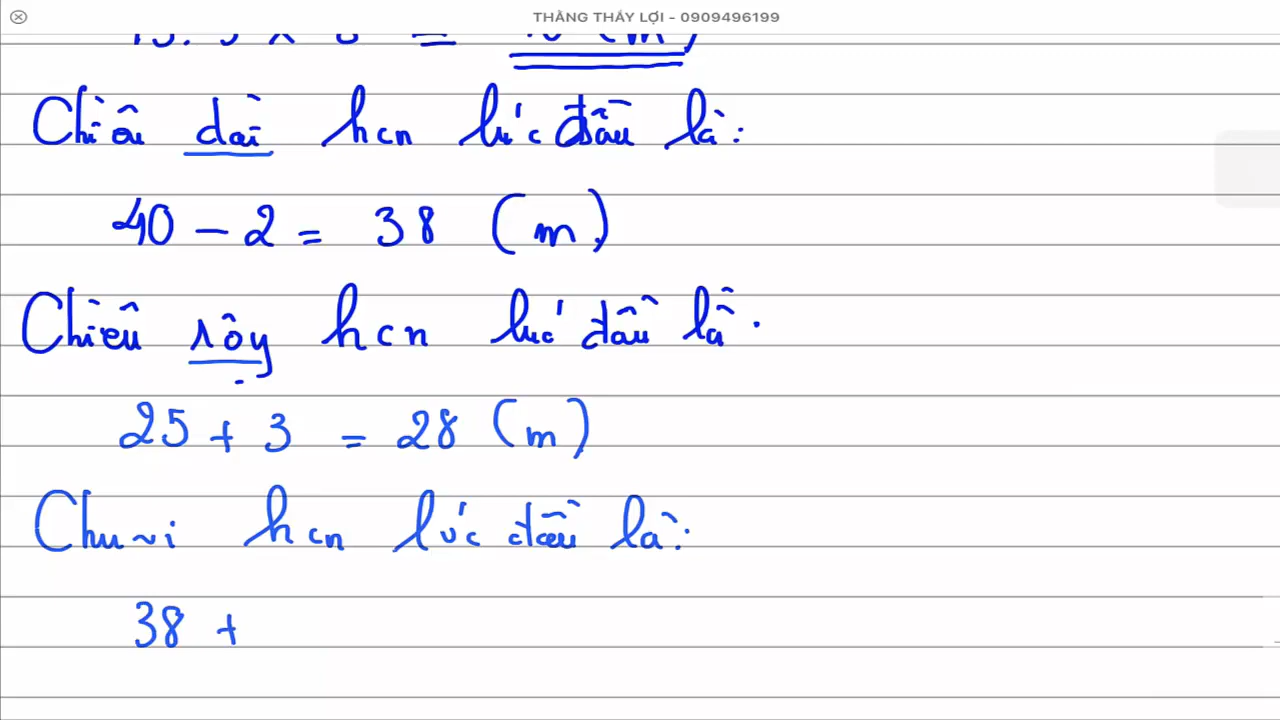 THẦNG THẦY LỢI - 0909496199
Chiều dài hcn lúc đầu là:
40 - 2 = 38 (m)
Chiều rộng hcn lúc đầu là:
25 + 3 = 28 (m)
Chu vi hcn lúc đầu là:
38 +